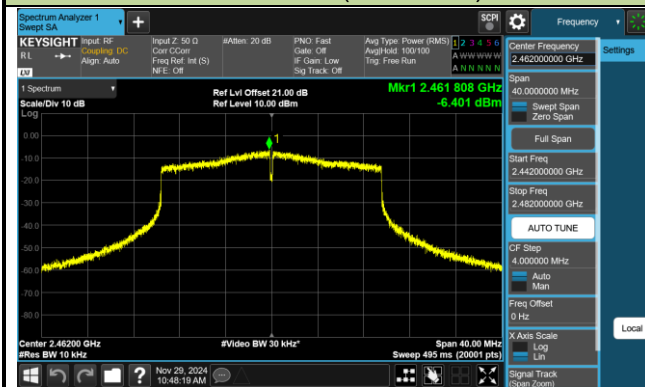 Spectrum Analyzer 1
Swept SA
+
SCPI
Frequency
KEYSIGHT
R L
LXI
Input: RF
Coupling: DC
Align: Auto
Input Z: 50 Ω
Corr CCorr
Freq Ref: Int (S)
NFE: Off
#Atten: 20 dB
PNO: Fast
Gate: Off
IF Gain: Low
Sig Track: Off
Avg Type: Power (RMS)
Avg|Hold: 100/100
Trig: Free Run
1 2 3 4 5 6
A W W W W W
A N N N N N
1 Spectrum
Scale/Div 10 dB
Log
Ref Lvl Offset 21.00 dB
Ref Level 10.00 dBm
Mkr1 2.461 808 GHz
-6.401 dBm
1
0.00
-10.0
-20.0
-30.0
-40.0
-50.0
-60.0
-70.0
-80.0
Center 2.46200 GHz
#Res BW 10 kHz
#Video BW 30 kHz*
Span 40.00 MHz
Sweep 495 ms (20001 pts)
?
Nov 29, 2024
10:48:19 AM
Center Frequency
2.462000000 GHz
Settings
Span
40.0000000 MHz
Swept Span
Zero Span
Full Span
Start Freq
2.442000000 GHz
Stop Freq
2.482000000 GHz
AUTO TUNE
CF Step
4.000000 MHz
Auto
Man
Freq Offset
0 Hz
Local
X Axis Scale
Log
Lin
Signal Track
(Span Zoom)